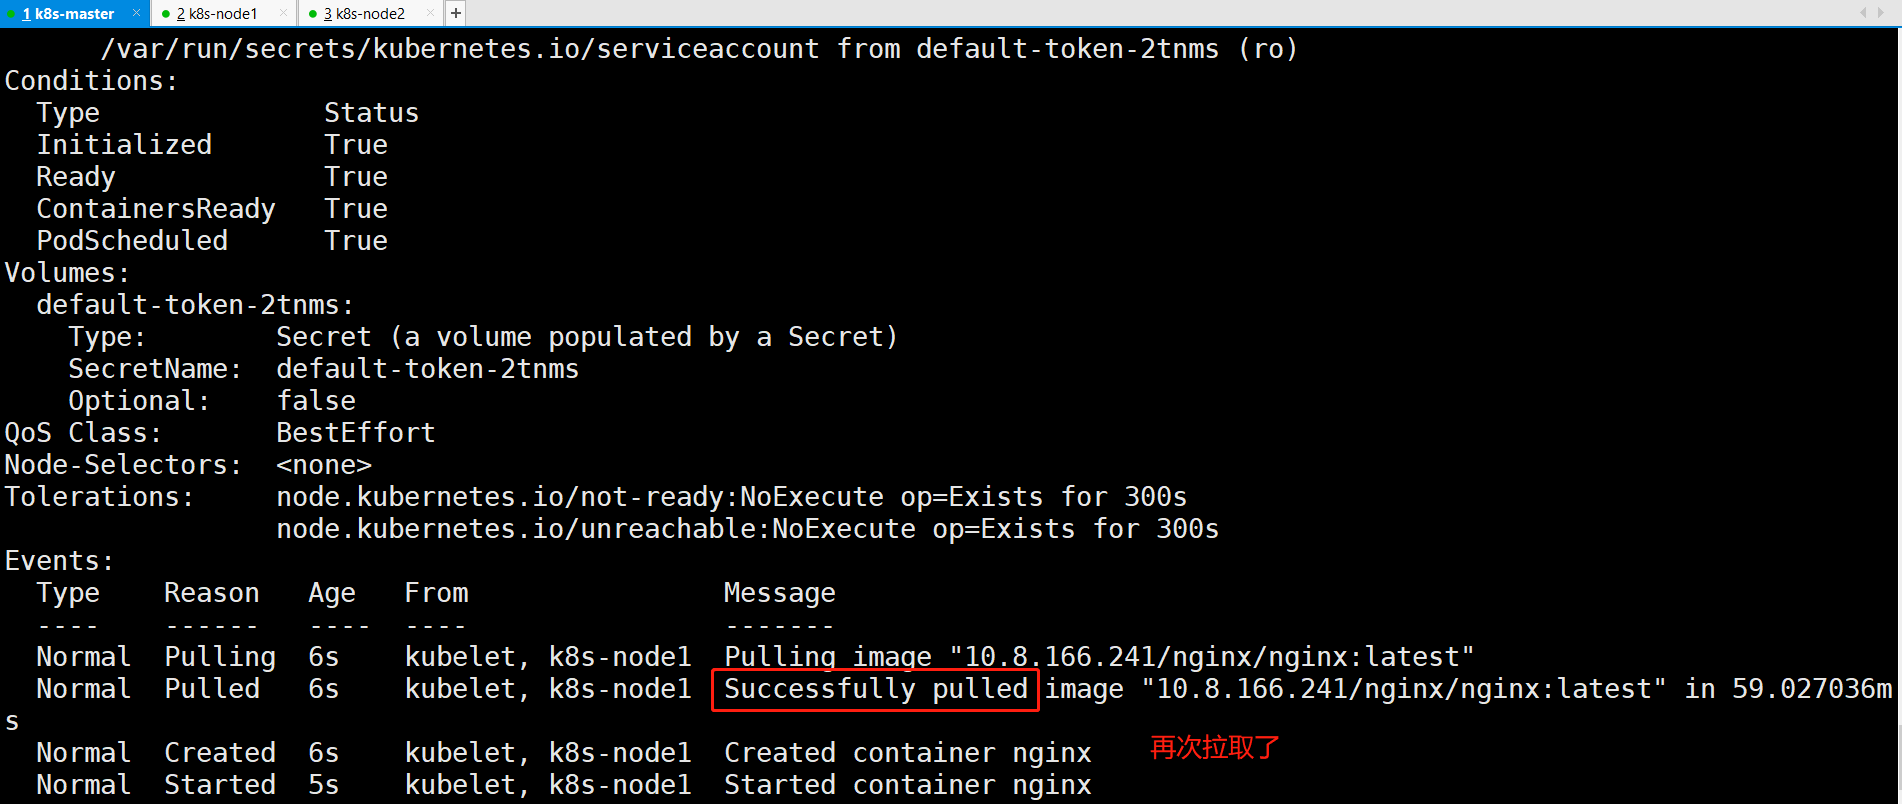 1 k8s-master × 2 k8s-node1 × 3 k8s-node2 × +
/var/run/secrets/kubernetes.io/serviceaccount from default-token-2tnms (ro)
Conditions:
  Type              Status
  Initialized       True
  Ready             True
  ContainersReady   True
  PodScheduled      True
Volumes:
  default-token-2tnms:
    Type:        Secret (a volume populated by a Secret)
    SecretName:  default-token-2tnms
    Optional:    false
QoS Class:       BestEffort
Node-Selectors:  <none>
Tolerations:     node.kubernetes.io/not-ready:NoExecute op=Exists for 300s
                 node.kubernetes.io/unreachable:NoExecute op=Exists for 300s
Events:
  Type    Reason   Age   From                Message
  ----    ------   ----  ----                -------
  Normal  Pulling  6s    kubelet, k8s-node1  Pulling image "10.8.166.241/nginx/nginx:latest"
  Normal  Pulled   6s    kubelet, k8s-node1  Successfully pulled image "10.8.166.241/nginx/nginx:latest" in 59.027036m
s
  Normal  Created  6s    kubelet, k8s-node1  Created container nginx 再次拉取了
  Normal  Started  5s    kubelet, k8s-node1  Started container nginx